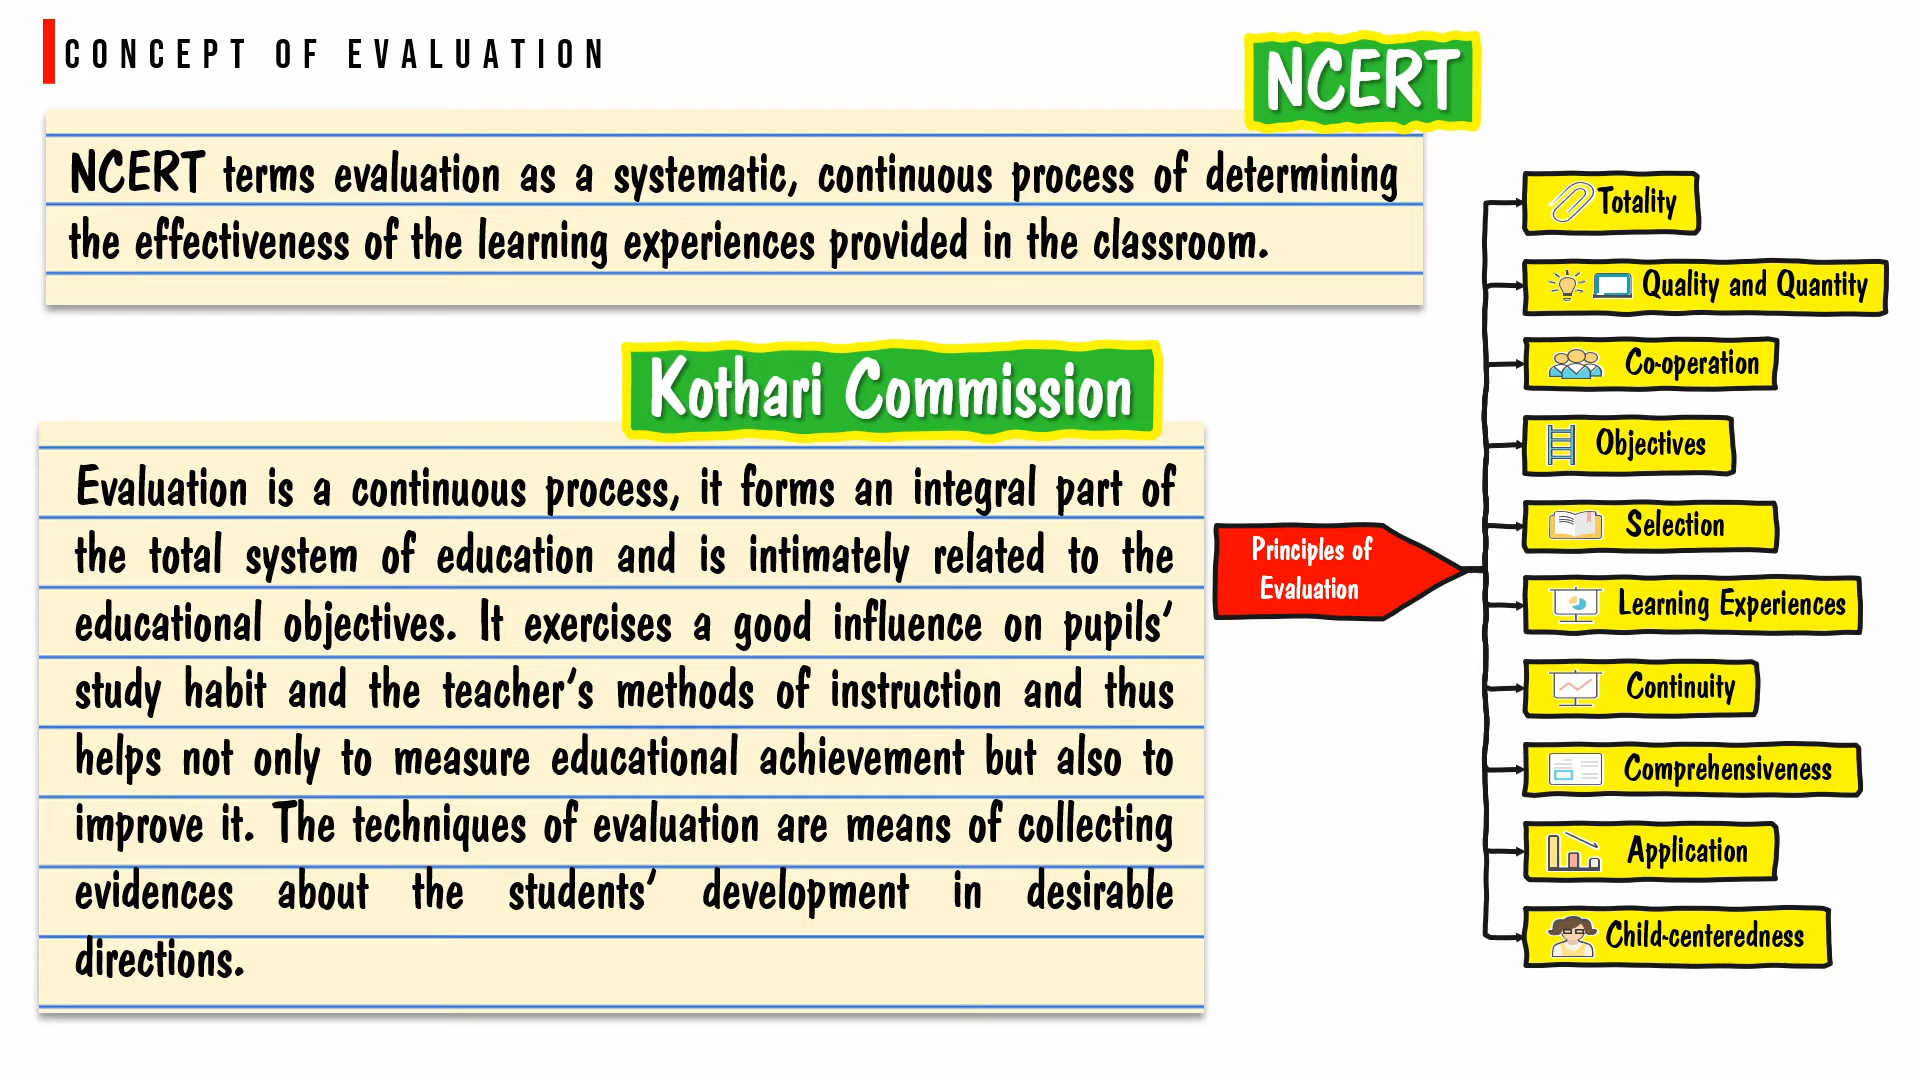 CONCEPT OF EVALUATION
NCERT
NCERT terms evaluation as a systematic, continuous process of determining
the effectiveness of the learning experiences provided in the classroom.
Kothari Commission
Evaluation is a continuous process, it forms an integral part of
the total system of education and is intimately related to the
educational objectives. It exercises a good influence on pupils’
study habit and the teacher’s methods of instruction and thus
helps not only to measure educational achievement but also to
improve it. The techniques of evaluation are means of collecting
evidences about the students’ development in desirable
directions.
Principles of
Evaluation
Totality
Quality and Quantity
Co-operation
Objectives
Selection
Learning Experiences
Continuity
Comprehensiveness
Application
Child-centeredness